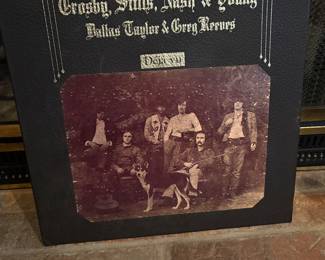 Crosby, Stills, Nash & Young
Dallas Taylor & Greg Reeves
Déjà vu